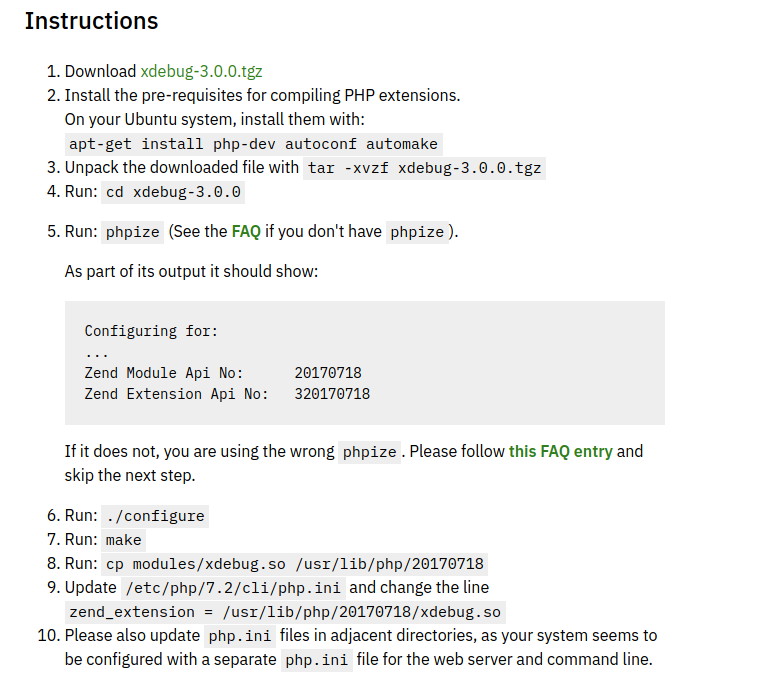 Instructions
1. Download xdebug-3.0.0.tgz
2. Install the pre-requisites for compiling PHP extensions.
On your Ubuntu system, install them with:
apt-get install php-dev autoconf automake
3. Unpack the downloaded file with tar -xvzf xdebug-3.0.0.tgz
4. Run: cd xdebug-3.0.0
5. Run: phpize (See the FAQ if you don't have phpize ).
As part of its output it should show:
Configuring for:
...
Zend Module Api No:      20170718
Zend Extension Api No:   320170718
If it does not, you are using the wrong phpize . Please follow this FAQ entry and
skip the next step.
6. Run: ./configure
7. Run: make
8. Run: cp modules/xdebug.so /usr/lib/php/20170718
9. Update /etc/php/7.2/cli/php.ini and change the line
zend_extension = /usr/lib/php/20170718/xdebug.so
10. Please also update php.ini files in adjacent directories, as your system seems to
be configured with a separate php.ini file for the web server and command line.